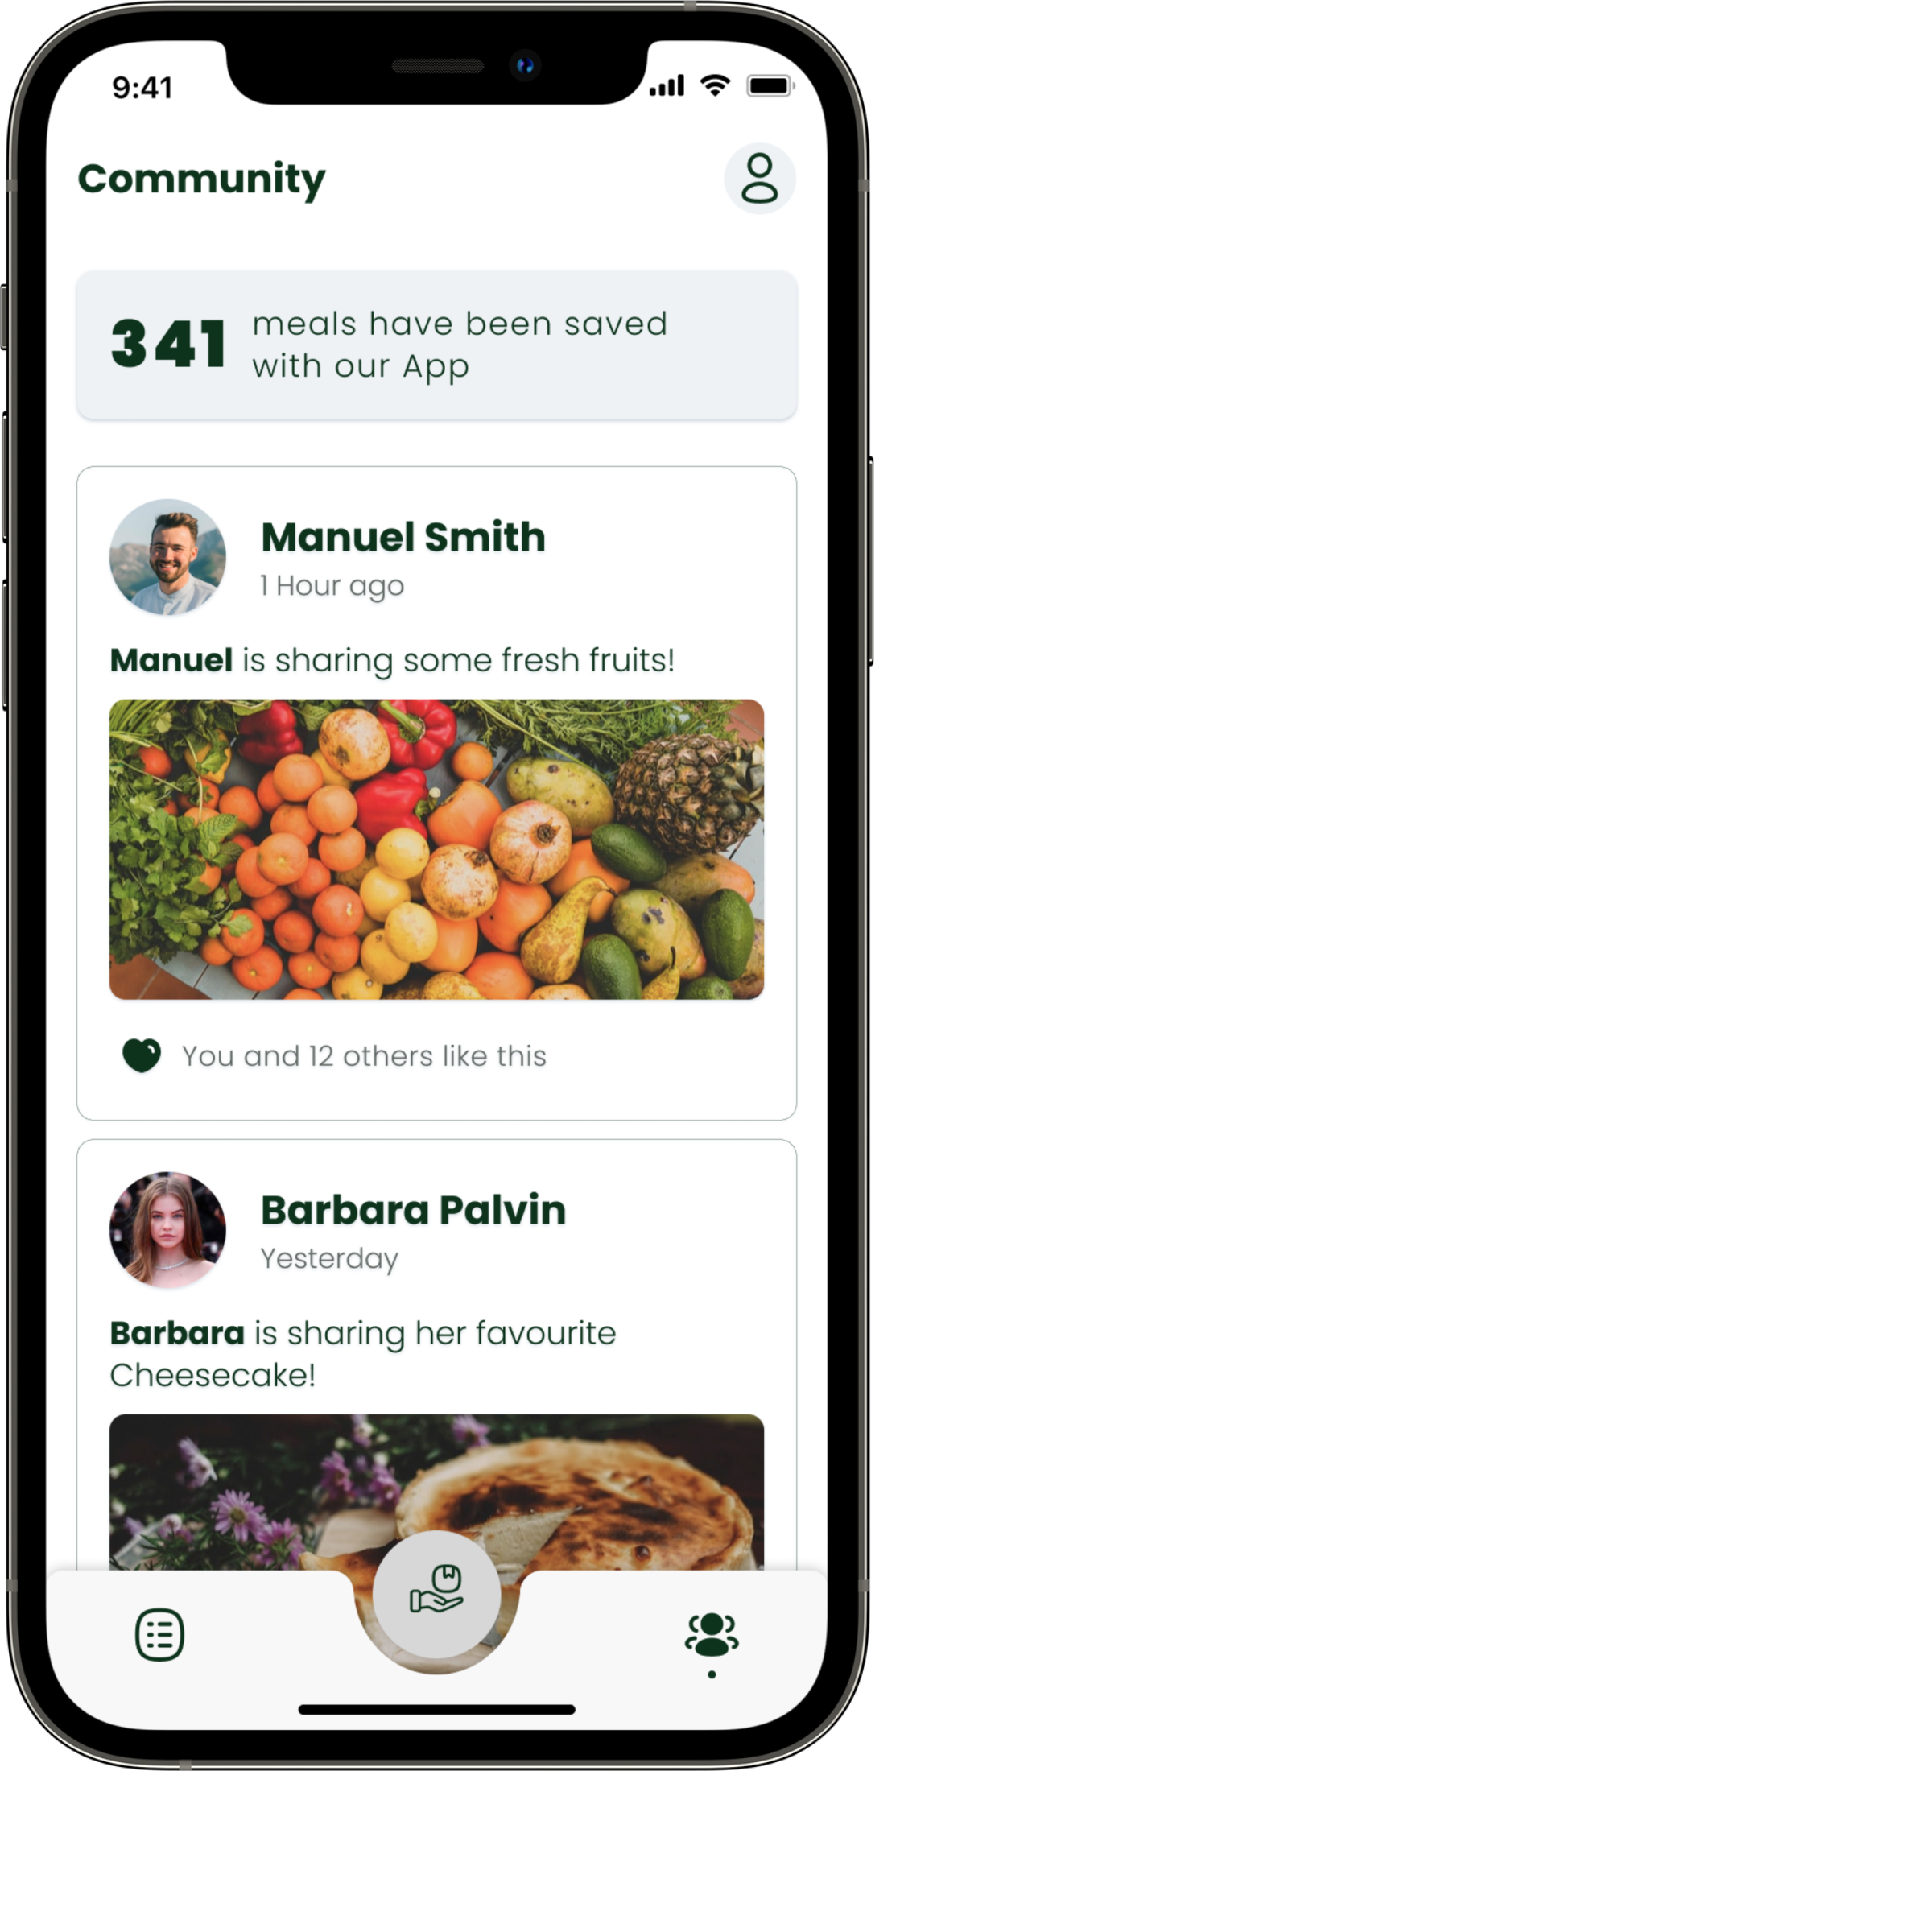 9:41
Community
341
meals have been saved
with our App
Manuel Smith
1 Hour ago
Manuel is sharing some fresh fruits!
You and 12 others like this
Barbara Palvin
Yesterday
Barbara is sharing her favourite
Cheesecake!